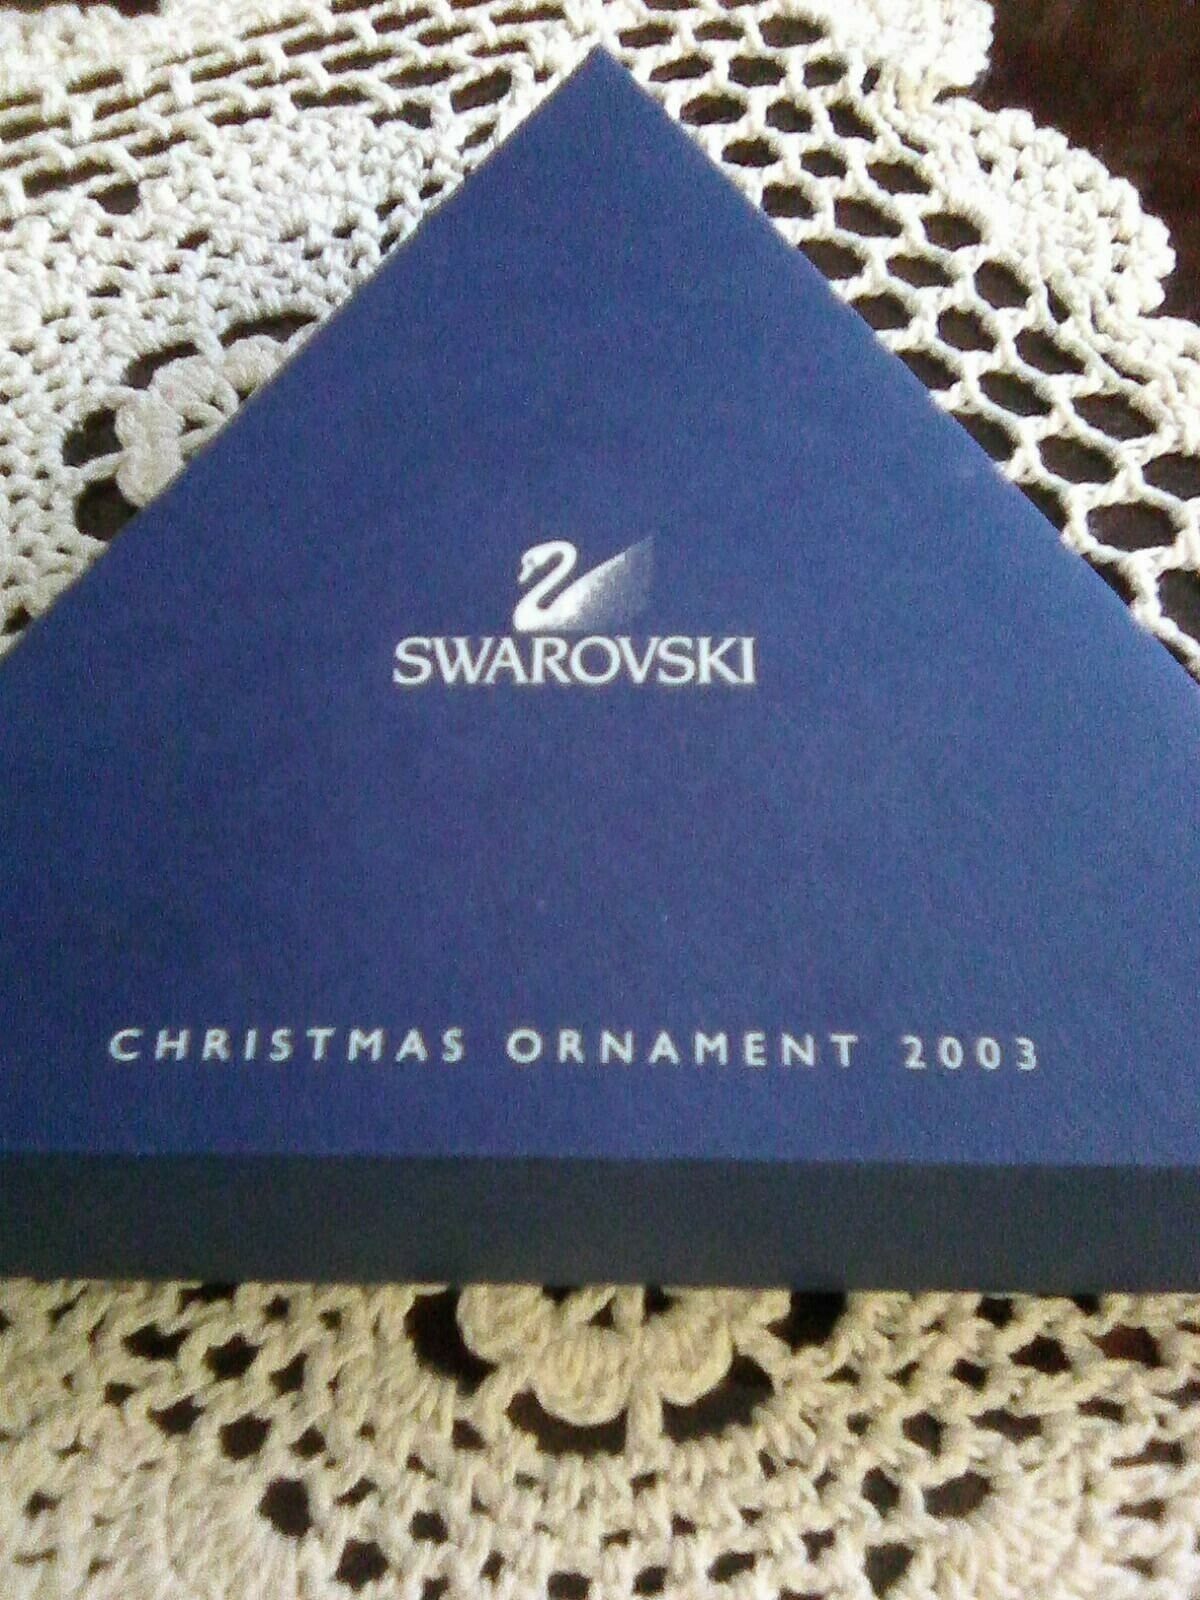 SWAROVSKI
CHRISTMAS ORNAMENT 2003